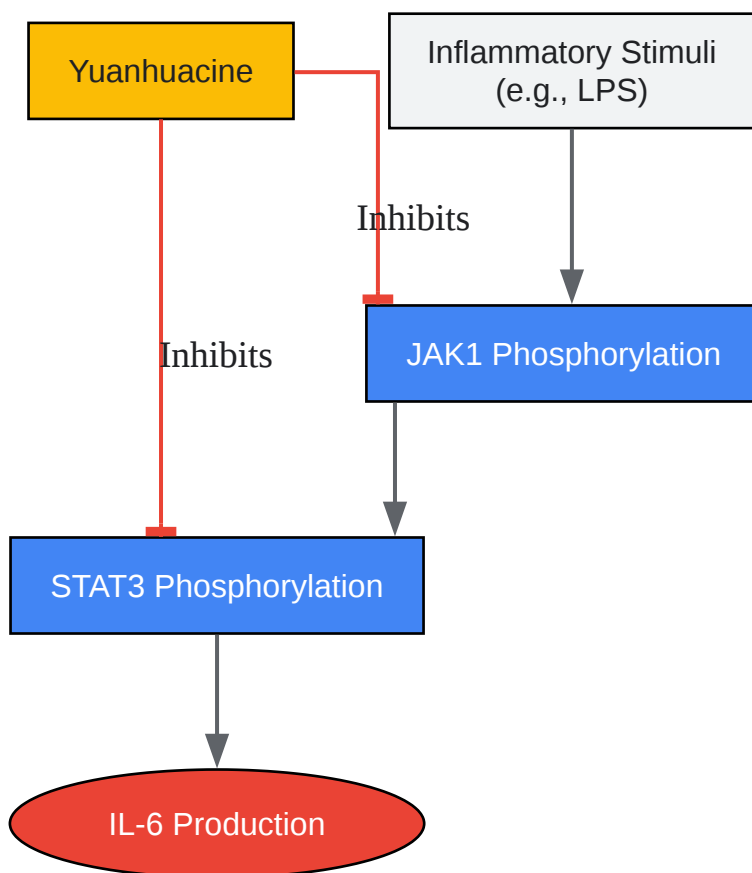 Yuanhuacine
Inflammatory Stimuli
(e.g., LPS)
Inhibits
Inhibits
JAK1 Phosphorylation
STAT3 Phosphorylation
IL-6 Production